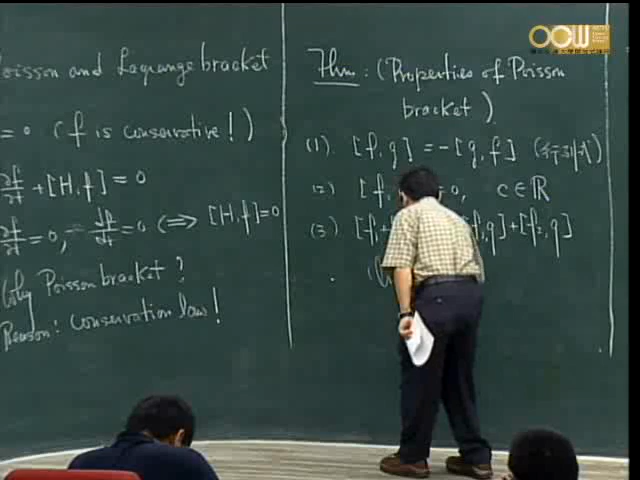 oisson and Lagrange bracket
= 0 ( f is conservative ! )
∂f/∂t + [H, f] = 0
∂f/∂t = 0, df/dt = 0 ⟺ [H, f] = 0
Why Poisson bracket ?
Reason : conservation law !
Thm : ( Properties of Poisson
bracket )
(1). [f, g] = - [g, f]
(2) [f, = 0, c ∈ ℝ
(3) [f₁+ f, g] + [f₂, g]
OCW